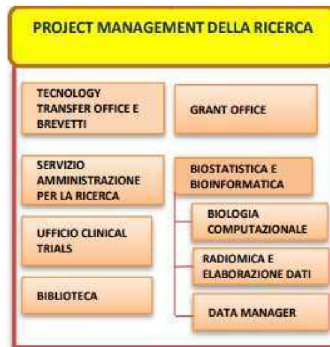 PROJECT MANAGEMENT DELLA RICERCA
TECNOLOGY
TRANSFER OFFICE E
BREVETTI
GRANT OFFICE
SERVIZIO
AMMINISTRAZIONE
PER LA RICERCA
BIOSTATISTICA E
BIOINFORMATICA
UFFICIO CLINICAL
TRIALS
BIOLOGIA
COMPUTAZIONALE
RADIOMICA E
ELABORAZIONE DATI
BIBLIOTECA
DATA MANAGER